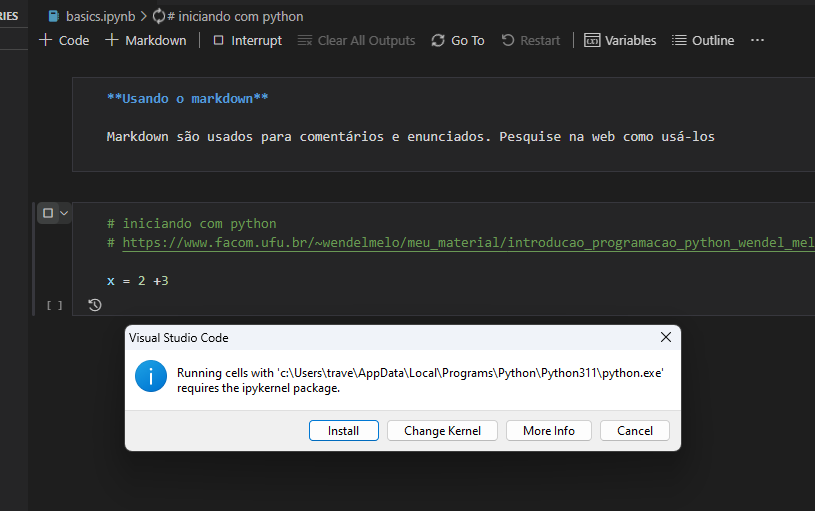 RIES
basics.ipynb > # iniciando com python
+ Code + Markdown Interrupt Clear All Outputs Go To Restart Variables Outline ...
**Usando o markdown**
Markdown são usados para comentários e enunciados. Pesquise na web como usá-los
# iniciando com python
# https://www.facom.ufu.br/~wendelmelo/meu_material/introducao_programacao_python_wendel_mel
x = 2 +3
[ ]
Visual Studio Code
Running cells with 'c:\Users\trave\AppData\Local\Programs\Python\Python311\python.exe'
requires the ipykernel package.
Install Change Kernel More Info Cancel